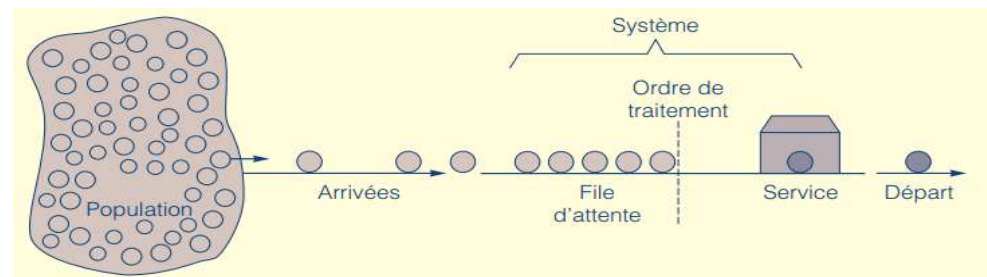 Système
Ordre de
traitement
Population
Arrivées
File
d'attente
Service
Départ